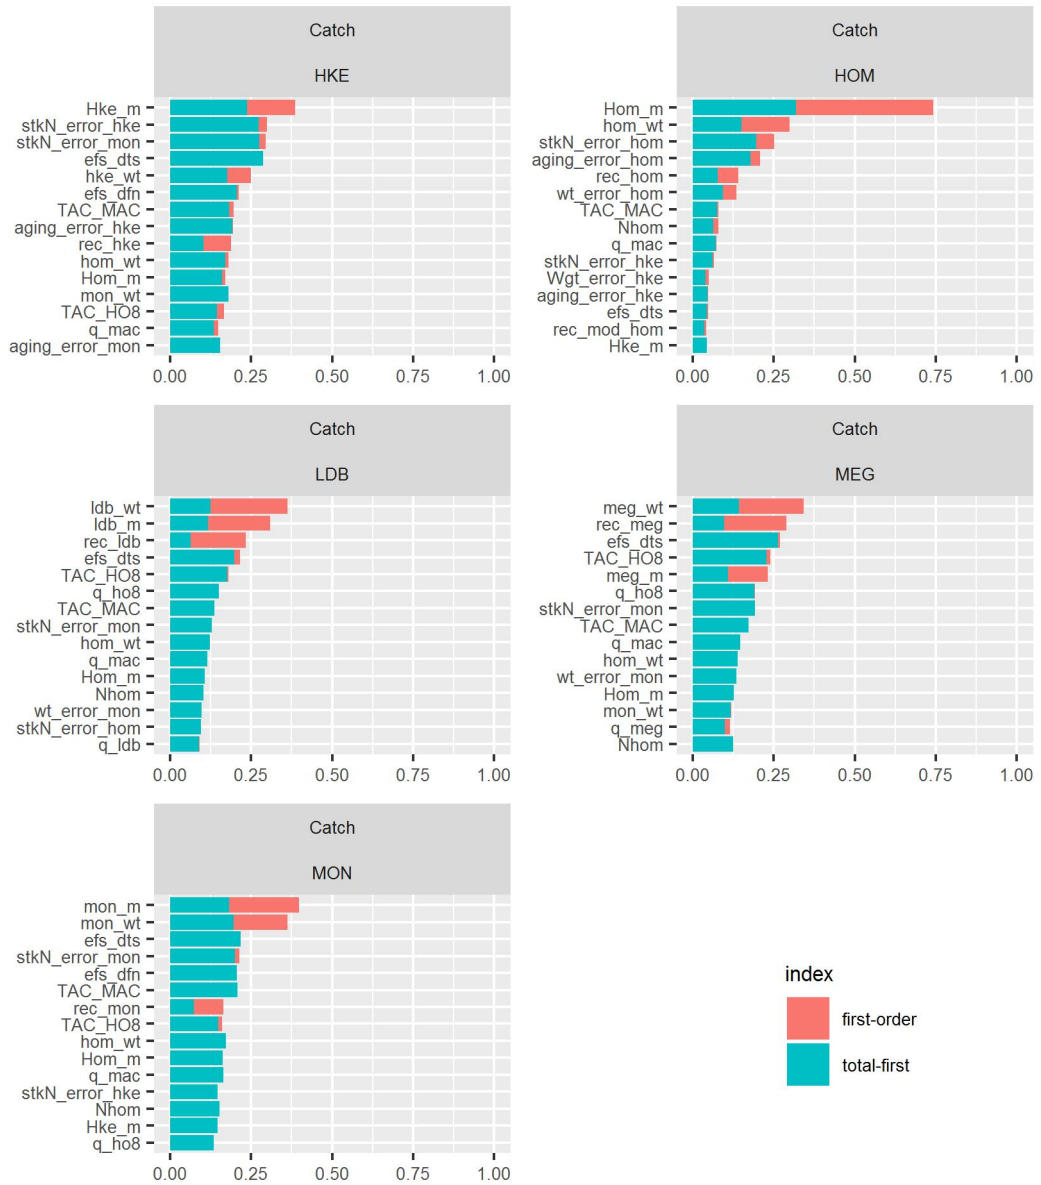 Catch
HKE
Hke_m
stkN_error_hke
stkN_error_mon
efs_dts
hke_wt
efs_dfn
TAC_MAC
aging_error_hke
rec_hke
hom_wt
Hom_m
mon_wt
TAC_HO8
q_mac
aging_error_mon
0.00 0.25 0.50 0.75 1.00
Catch
HOM
Hom_m
hom_wt
stkN_error_hom
aging_error_hom
rec_hom
wt_error_hom
TAC_MAC
Nhom
q_mac
stkN_error_hke
Wgt_error_hke
aging_error_hke
efs_dts
rec_mod_hom
Hke_m
0.00 0.25 0.50 0.75 1.00
Catch
LDB
ldb_wt
ldb_m
rec_ldb
efs_dts
TAC_HO8
q_ho8
TAC_MAC
stkN_error_mon
hom_wt
q_mac
Hom_m
Nhom
wt_error_mon
stkN_error_hom
q_ldb
0.00 0.25 0.50 0.75 1.00
Catch
MEG
meg_wt
rec_meg
efs_dts
TAC_HO8
meg_m
q_ho8
stkN_error_mon
TAC_MAC
q_mac
hom_wt
wt_error_mon
Hom_m
mon_wt
q_meg
Nhom
0.00 0.25 0.50 0.75 1.00
Catch
MON
mon_m
mon_wt
efs_dts
stkN_error_mon
efs_dfn
TAC_MAC
rec_mon
TAC_HO8
hom_wt
Hom_m
q_mac
stkN_error_hke
Nhom
Hke_m
q_ho8
0.00 0.25 0.50 0.75 1.00
index
first-order
total-first